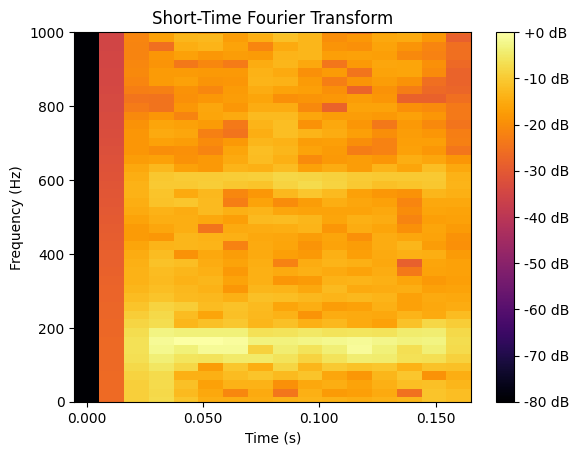 Short-Time Fourier Transform
1000
800
600
400
200
0
Frequency (Hz)
0.000
0.050
0.100
0.150
Time (s)
+0 dB
-10 dB
-20 dB
-30 dB
-40 dB
-50 dB
-60 dB
-70 dB
-80 dB